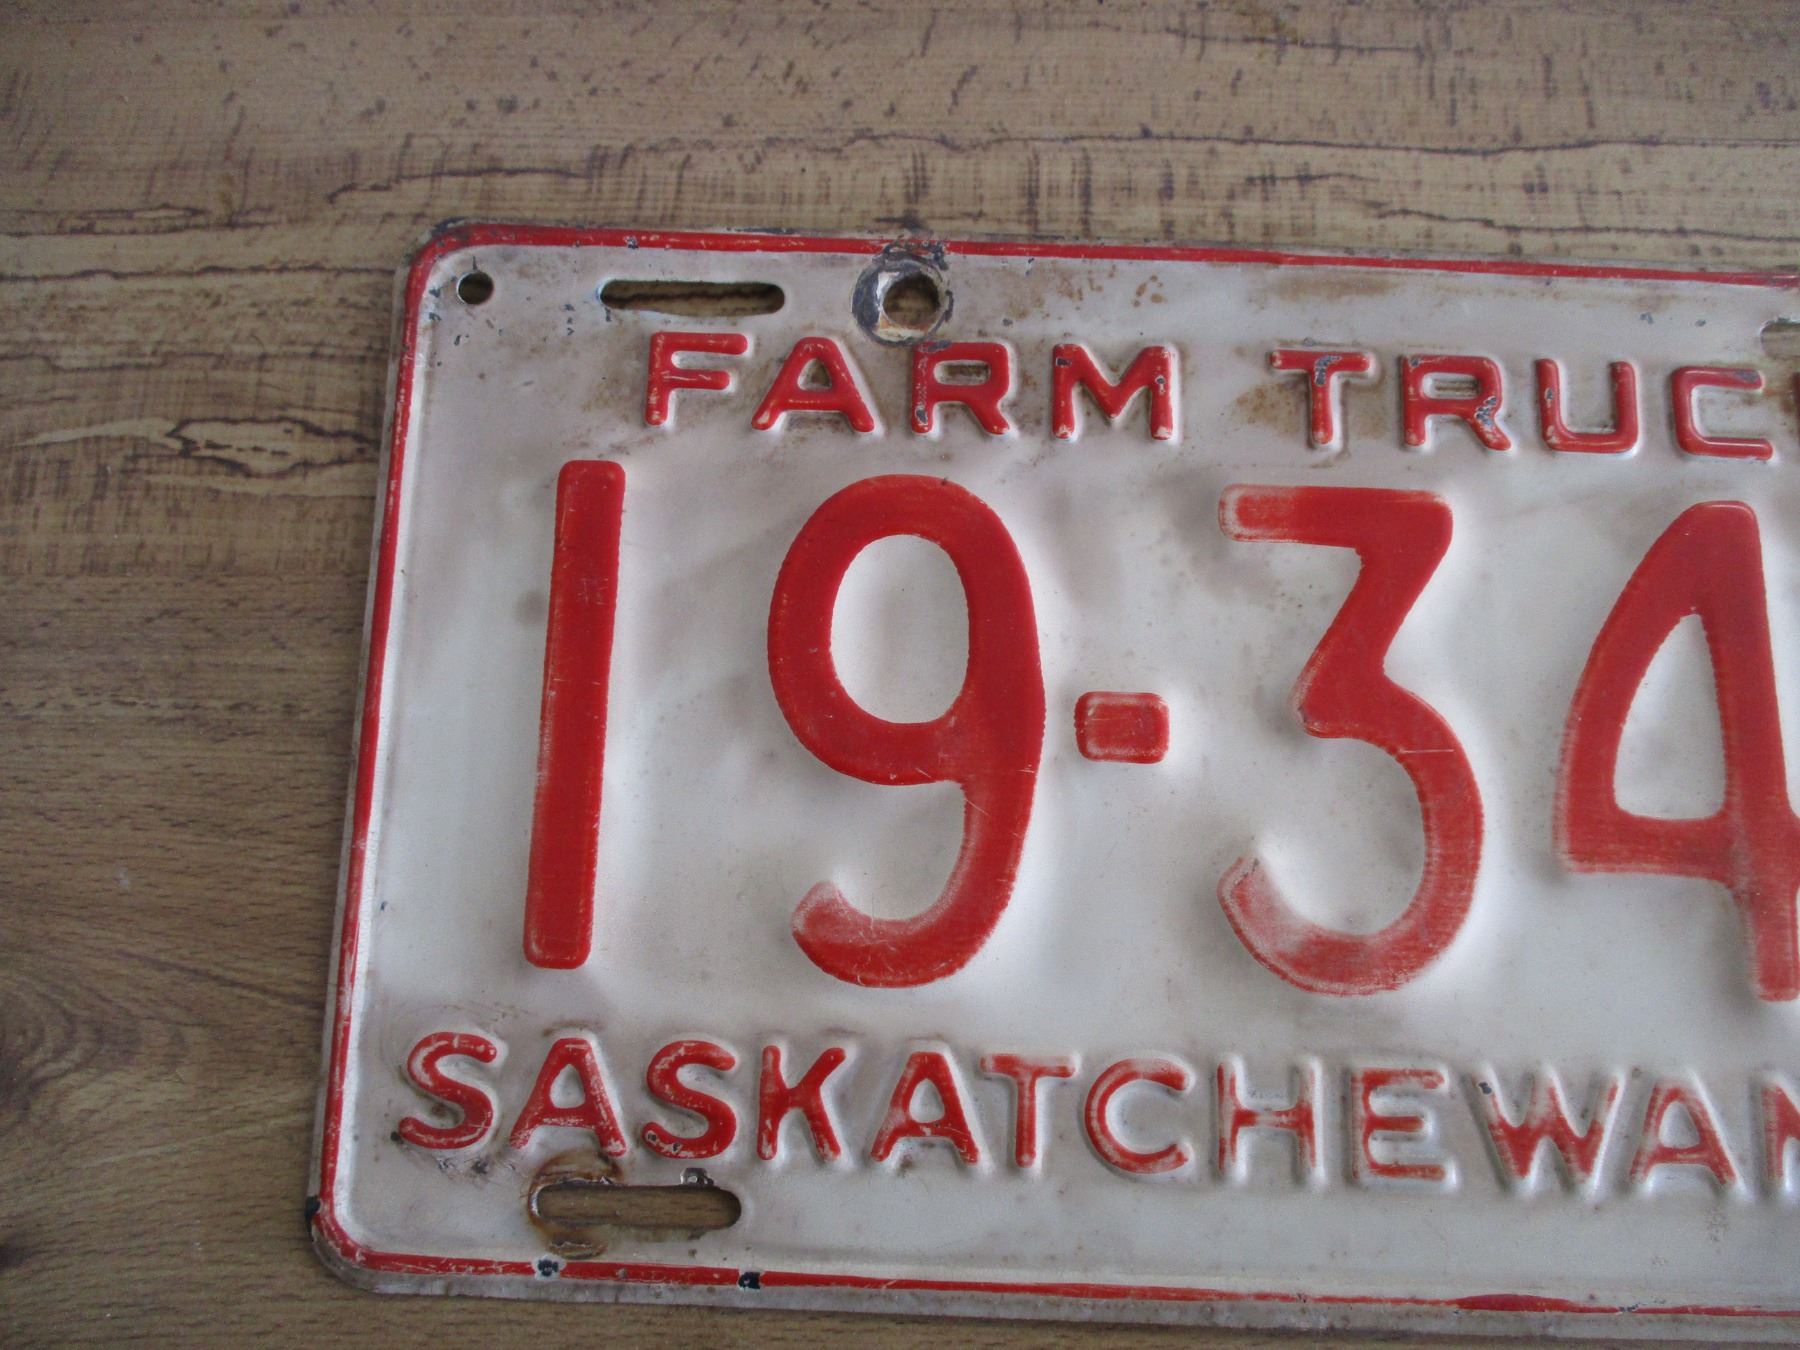 FARM TRUC
19-34
SASKATCHEWAN